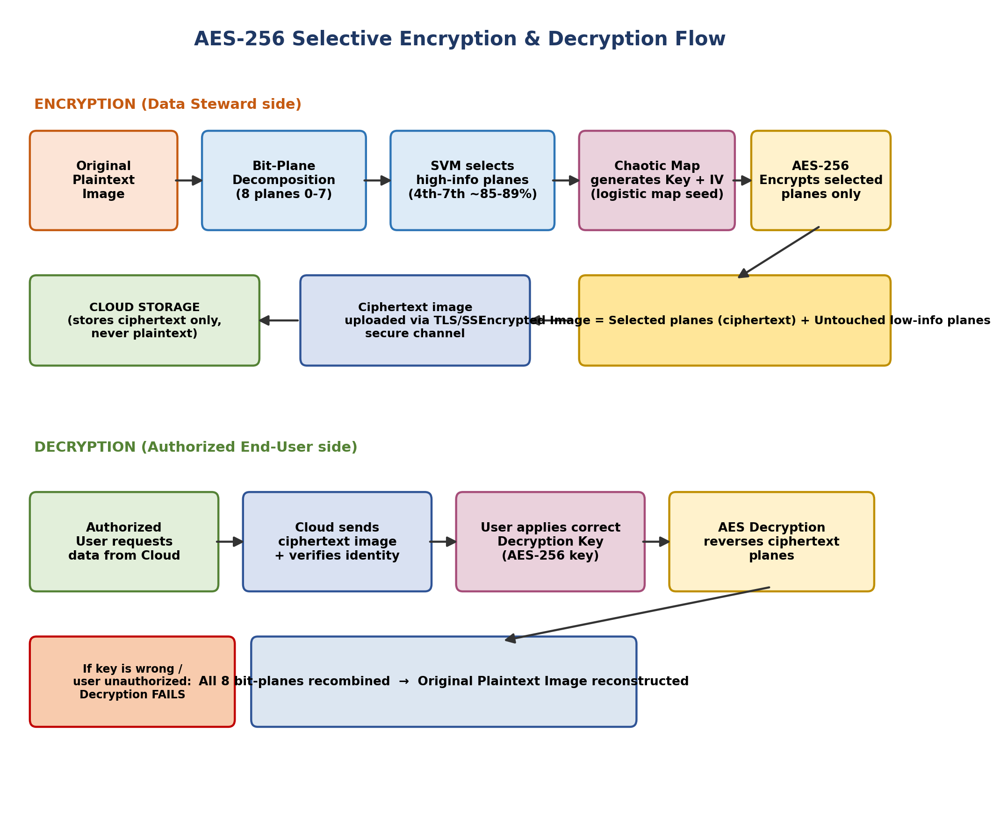 AES-256 Selective Encryption & Decryption Flow
ENCRYPTION (Data Steward side)
Original
Plaintext
Image
Bit-Plane
Decomposition
(8 planes 0-7)
SVM selects
high-info planes
(4th-7th ~85-89%)
Chaotic Map
generates Key + IV
(logistic map seed)
AES-256
Encrypts selected
planes only
CLOUD STORAGE
(stores ciphertext only,
never plaintext)
Ciphertext image
uploaded via TLS/SS
secure channel
Encrypted Image = Selected planes (ciphertext) + Untouched low-info planes
DECRYPTION (Authorized End-User side)
Authorized
User requests
data from Cloud
Cloud sends
ciphertext image
+ verifies identity
User applies correct
Decryption Key
(AES-256 key)
AES Decryption
reverses ciphertext
planes
If key is wrong /
user unauthorized:
Decryption FAILS
All 8 bit-planes recombined → Original Plaintext Image reconstructed